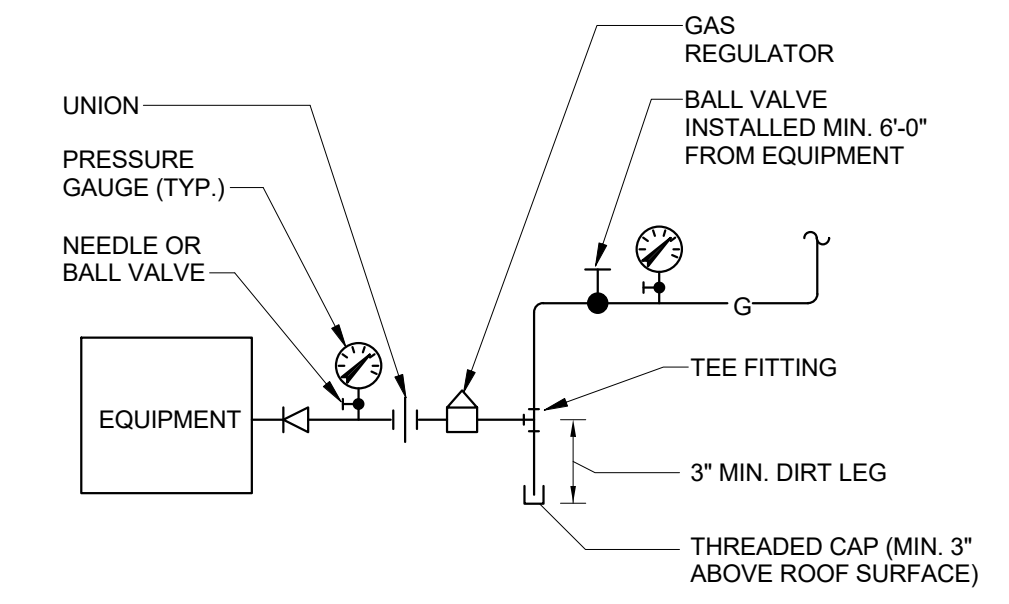 GAS
REGULATOR
UNION
BALL VALVE
INSTALLED MIN. 6'-0"
FROM EQUIPMENT
PRESSURE
GAUGE (TYP.)
NEEDLE OR
BALL VALVE
G
TEE FITTING
EQUIPMENT
3" MIN. DIRT LEG
THREADED CAP (MIN. 3"
ABOVE ROOF SURFACE)